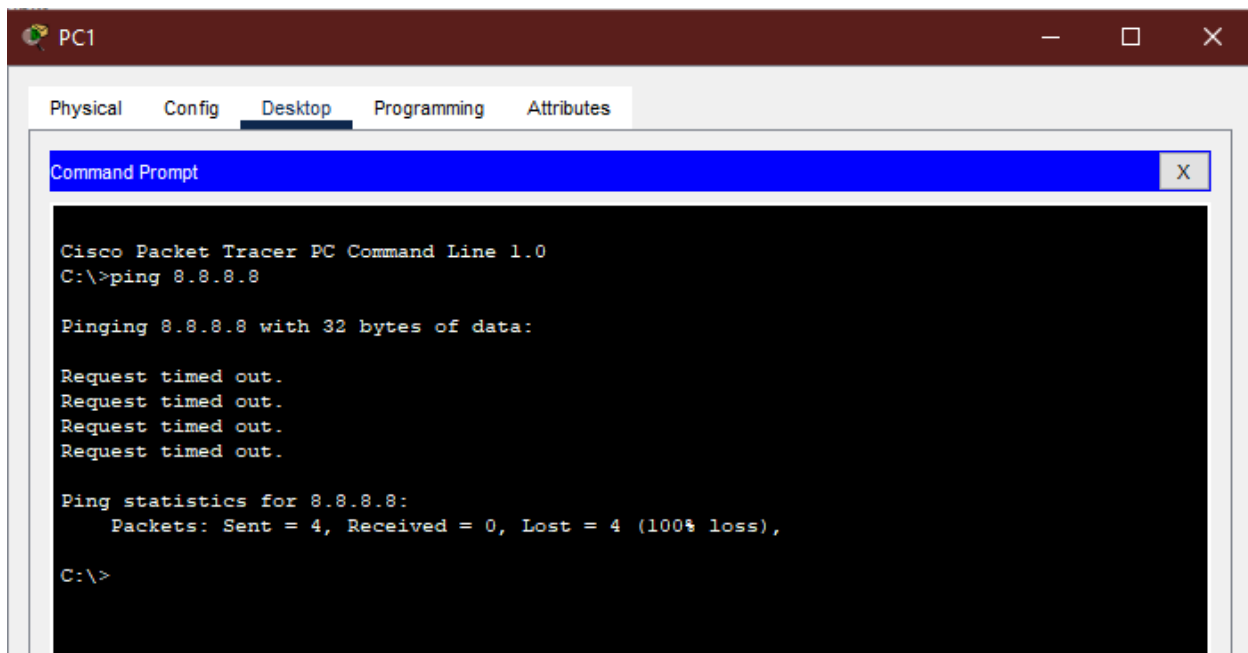 PC1
Physical Config Desktop Programming Attributes
Command Prompt
X
Cisco Packet Tracer PC Command Line 1.0
C:\>ping 8.8.8.8
Pinging 8.8.8.8 with 32 bytes of data:
Request timed out.
Request timed out.
Request timed out.
Request timed out.
Ping statistics for 8.8.8.8:
Packets: Sent = 4, Received = 0, Lost = 4 (100% loss),
C:\>